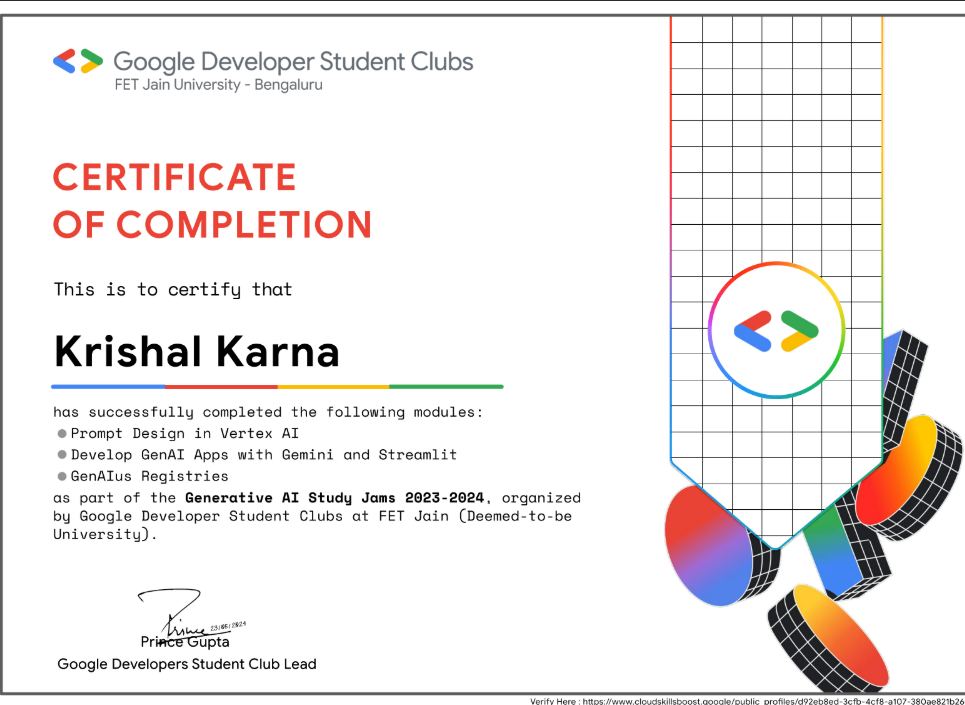 Google Developer Student Clubs
FET Jain University - Bengaluru
CERTIFICATE
OF COMPLETION
This is to certify that
Krishal Karna
has successfully completed the following modules:
Prompt Design in Vertex AI
Develop GenAI Apps with Gemini and Streamlit
GenAIus Registries
as part of the Generative AI Study Jams 2023-2024, organized
by Google Developer Student Clubs at FET Jain (Deemed-to-be
University).
Prince 23/05/2024
Prince Gupta
Google Developers Student Club Lead
Verify Here : https://www.cloudskillsboost.google/public_profiles/d92eb8ed-3cfb-4cf8-a107-380ae821b26